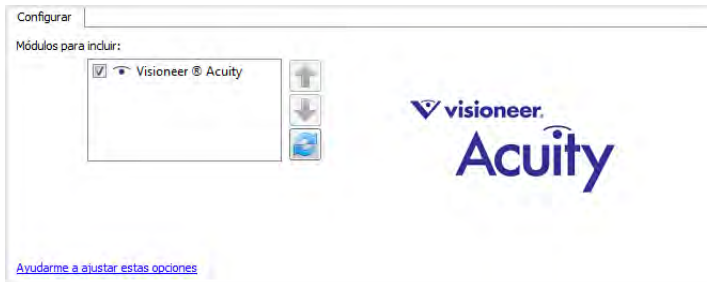 Configurar
Módulos para incluir:
Visioneer ® Acuity
visioneer.
Acuity
Ayudarme a ajustar estas opciones